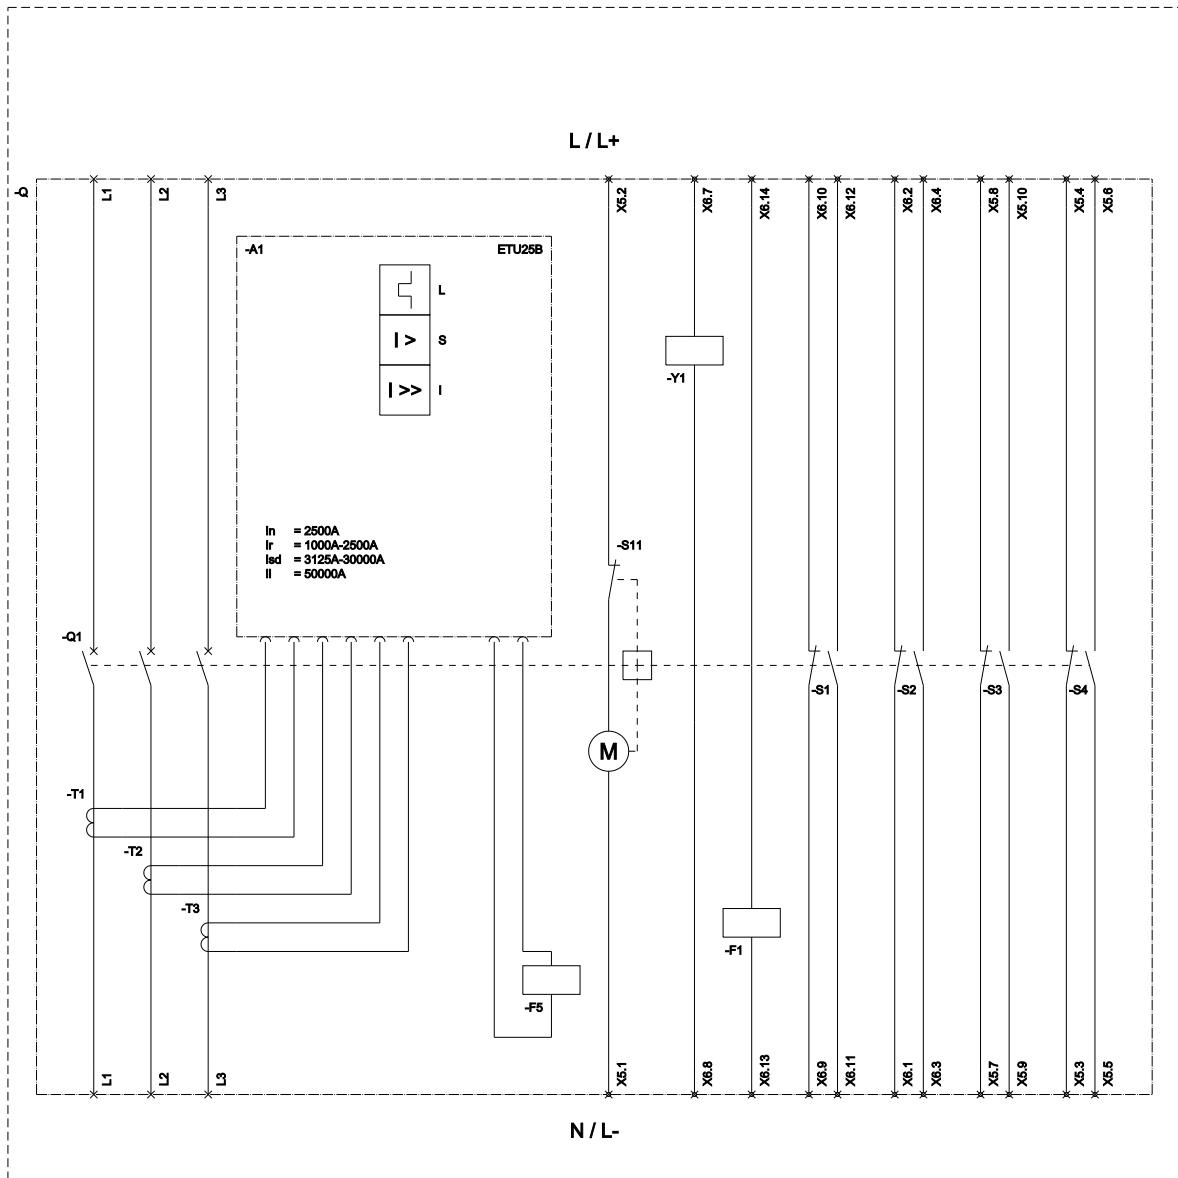 L / L+
-Q
L1
L2
L3
X5.2
X6.7
X6.14
X6.10
X6.12
X6.2
X6.4
X5.8
X5.10
X5.4
X5.6
-A1
ETU25B
L
I >
S
I >>
I
-Y1
In = 2500A
Ir = 1000A-2500A
Isd = 3125A-30000A
Ii = 50000A
-S11
-Q1
-S1
-S2
-S3
-S4
M
-T1
-T2
-T3
-F1
-F5
L1
L2
L3
X5.1
X6.8
X6.13
X6.9
X6.11
X6.1
X6.3
X5.7
X5.9
X5.3
X5.5
N / L-